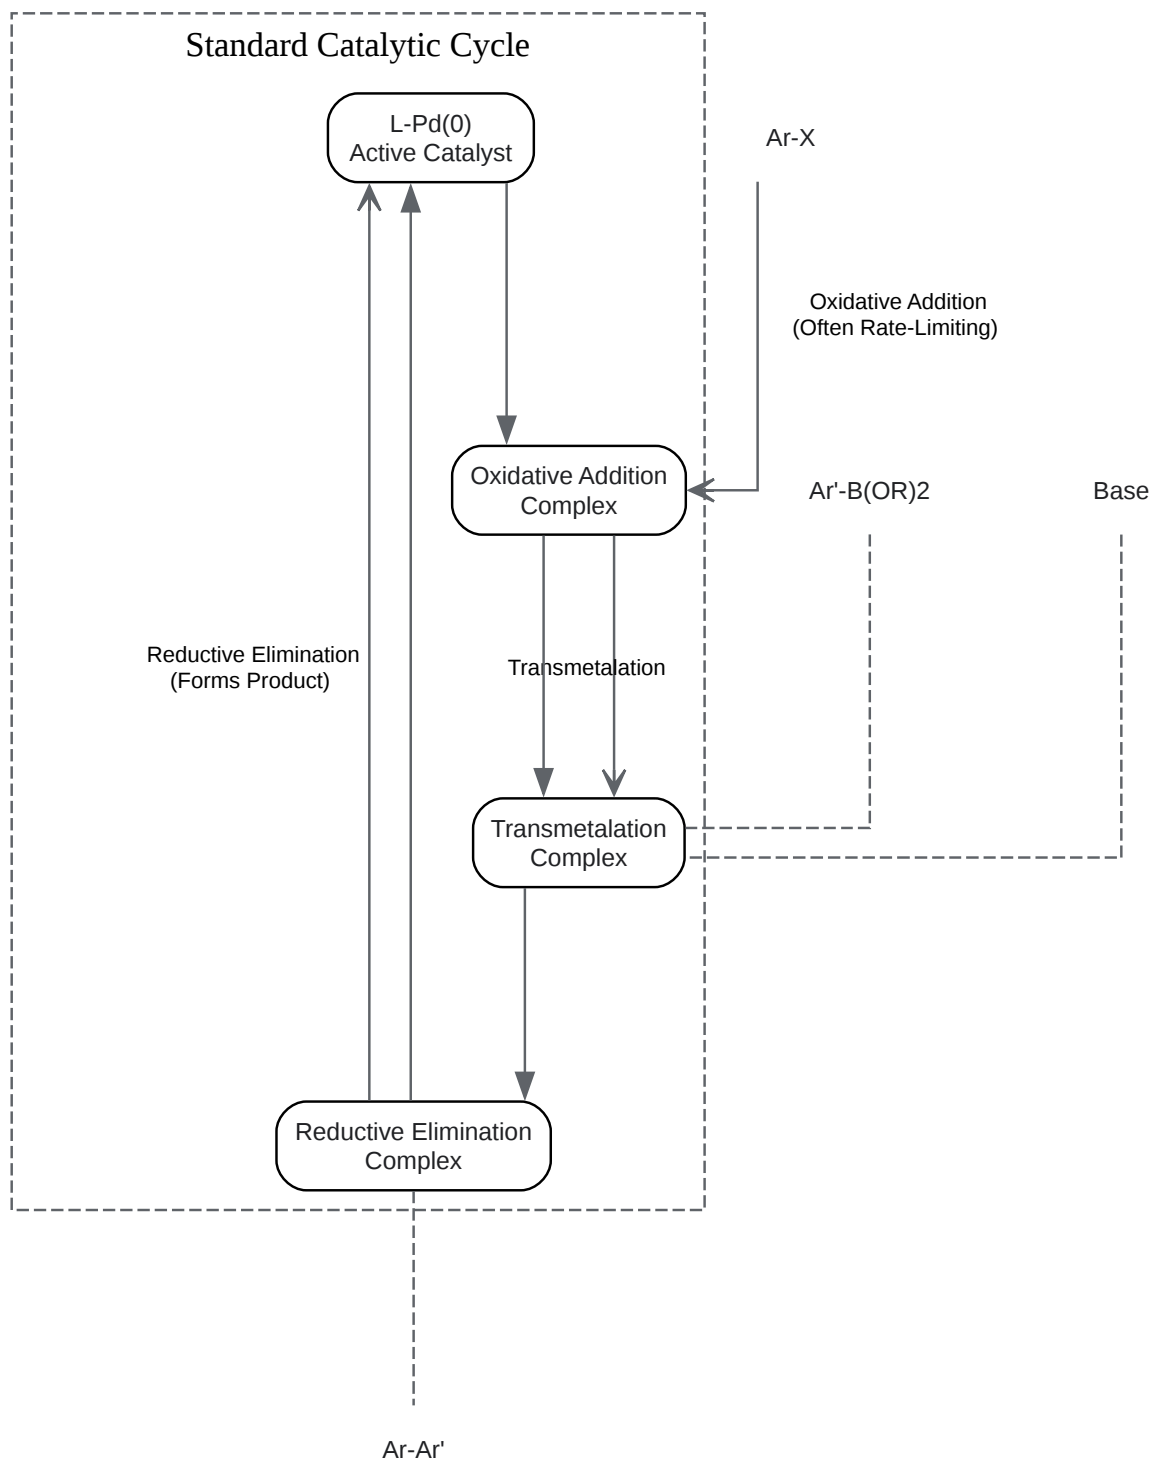 Standard Catalytic Cycle
L-Pd(0)
Active Catalyst
Ar-X
Oxidative Addition
(Often Rate-Limiting)
Oxidative Addition
Complex
Ar'-B(OR)2
Base
Reductive Elimination
(Forms Product)
Transmetalation
Transmetalation
Complex
Reductive Elimination
Complex
Ar-Ar'